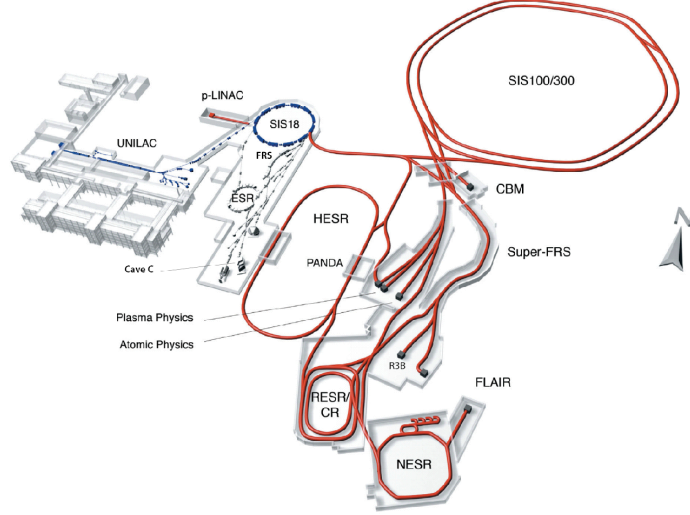 SIS100/300
p-LINAC
SIS18
UNILAC
FRS
CBM
ESR
HESR
N
Super-FRS
PANDA
Cave C
Plasma Physics
Atomic Physics
R3B
FLAIR
RESR/
CR
NESR